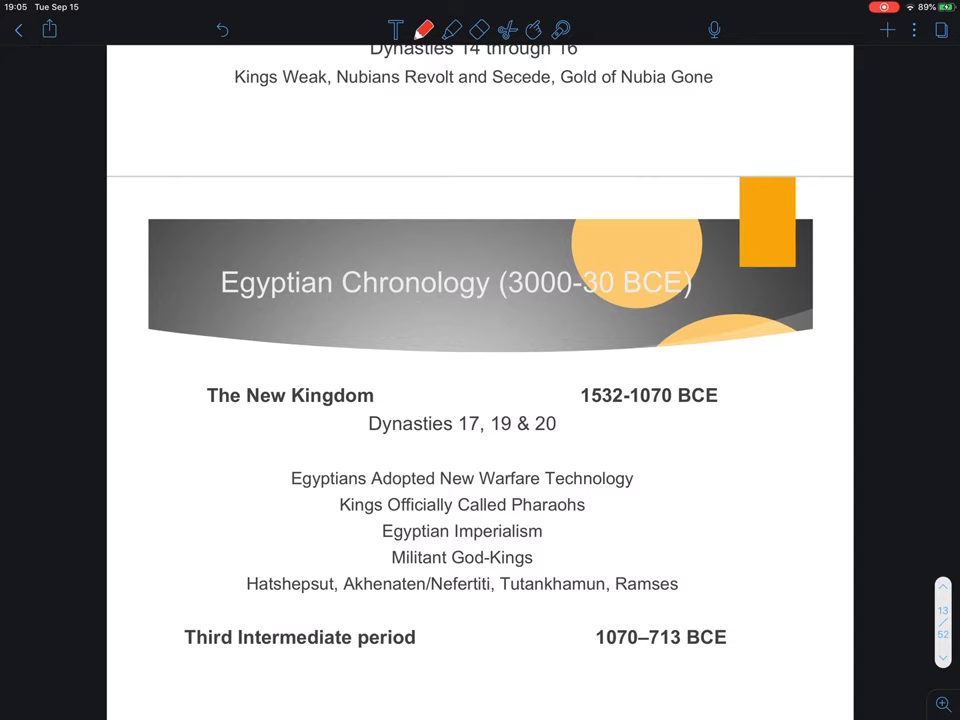 19:05 Tue Sep 15
89%
Dynasties 14 through 16
Kings Weak, Nubians Revolt and Secede, Gold of Nubia Gone
Egyptian Chronology (3000-30 BCE)
The New Kingdom 1532-1070 BCE
Dynasties 17, 19 & 20
Egyptians Adopted New Warfare Technology
Kings Officially Called Pharaohs
Egyptian Imperialism
Militant God-Kings
Hatshepsut, Akhenaten/Nefertiti, Tutankhamun, Ramses
Third Intermediate period 1070–713 BCE
13
/
52